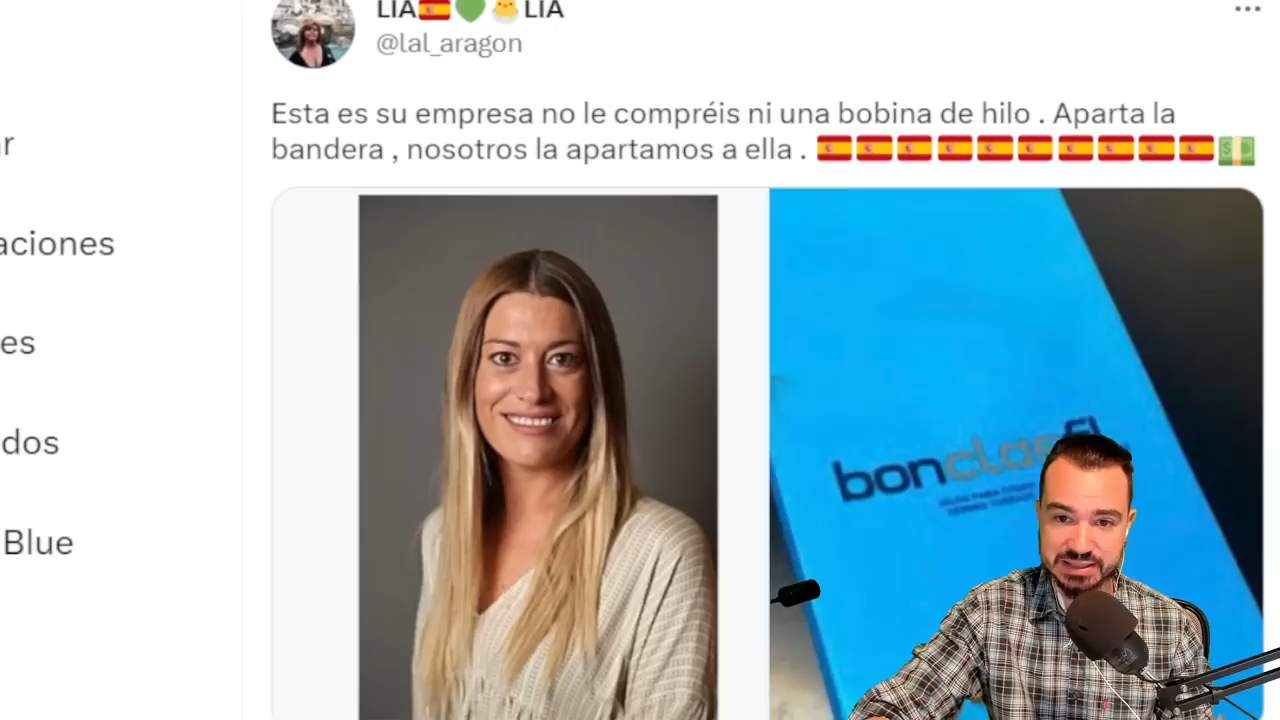 LIA🇪🇸💚🐣LIA
@lal_aragon
Esta es su empresa no le compréis ni una bobina de hilo . Aparta la
bandera , nosotros la apartamos a ella . 🇪🇸🇪🇸🇪🇸🇪🇸🇪🇸🇪🇸🇪🇸🇪🇸🇪🇸🇪🇸💵
r
aciones
es
dos
Blue